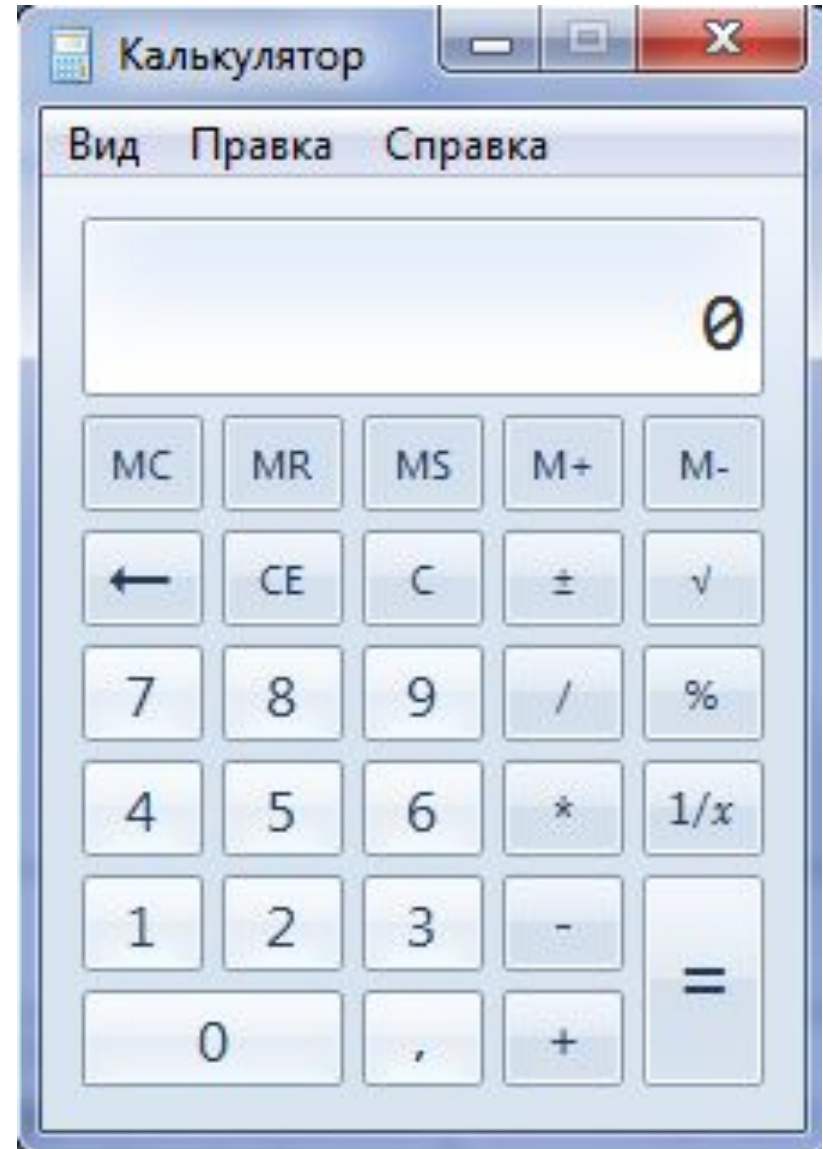 Калькулятор
Вид Правка Справка
0
MC MR MS M+ M-
← CE C ± √
7 8 9 / %
4 5 6 * 1/x
1 2 3 - =
0 , +